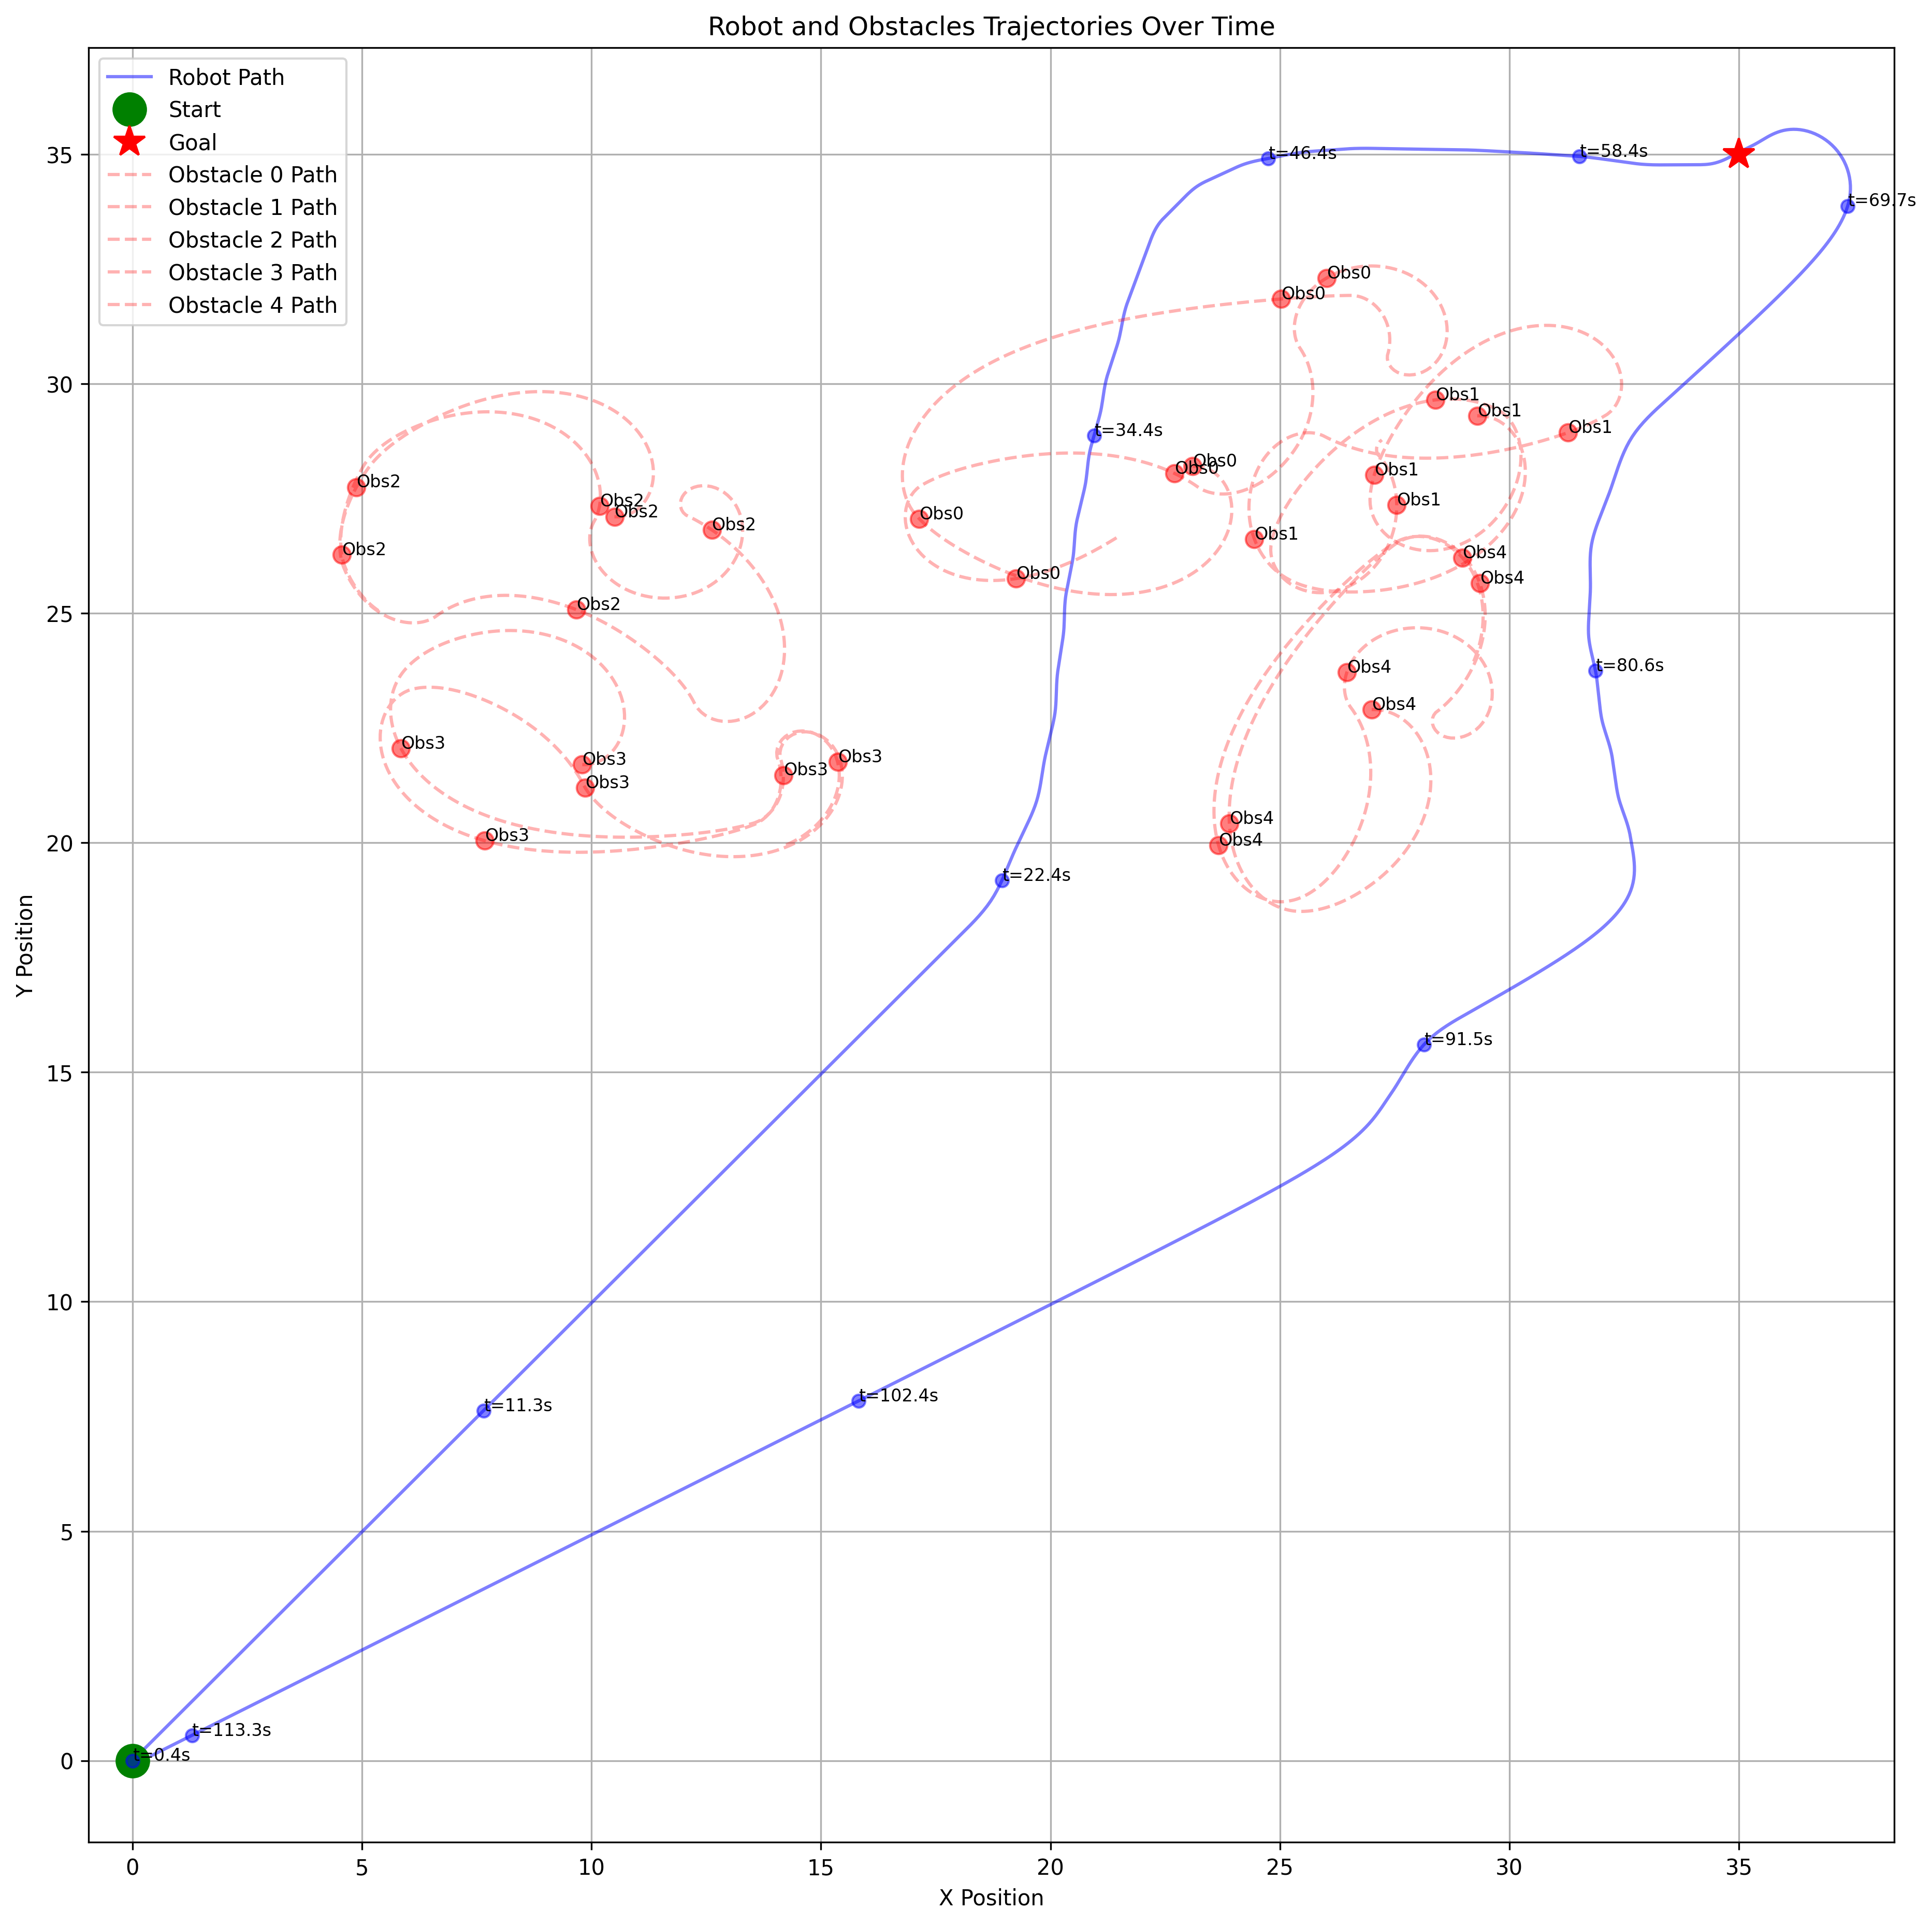 Robot and Obstacles Trajectories Over Time
Robot Path
Start
Goal
Obstacle 0 Path
Obstacle 1 Path
Obstacle 2 Path
Obstacle 3 Path
Obstacle 4 Path
t=46.4s
t=58.4s
t=69.7s
Obs0
Obs0
Obs1
Obs1
Obs1
t=34.4s
Obs0
Obs0
Obs1
Obs2
Obs2
Obs2
Obs2
Obs1
Obs0
Obs1
Obs2
Obs4
Obs0
Obs4
Obs2
Obs4
t=80.6s
Obs4
Obs3
Obs3
Obs3
Obs3
Obs3
Obs4
Obs4
Obs3
t=22.4s
t=91.5s
t=11.3s
t=102.4s
t=113.3s
t=0.4s
Y Position
35
30
25
20
15
10
5
0
0
5
10
15
20
25
30
35
X Position